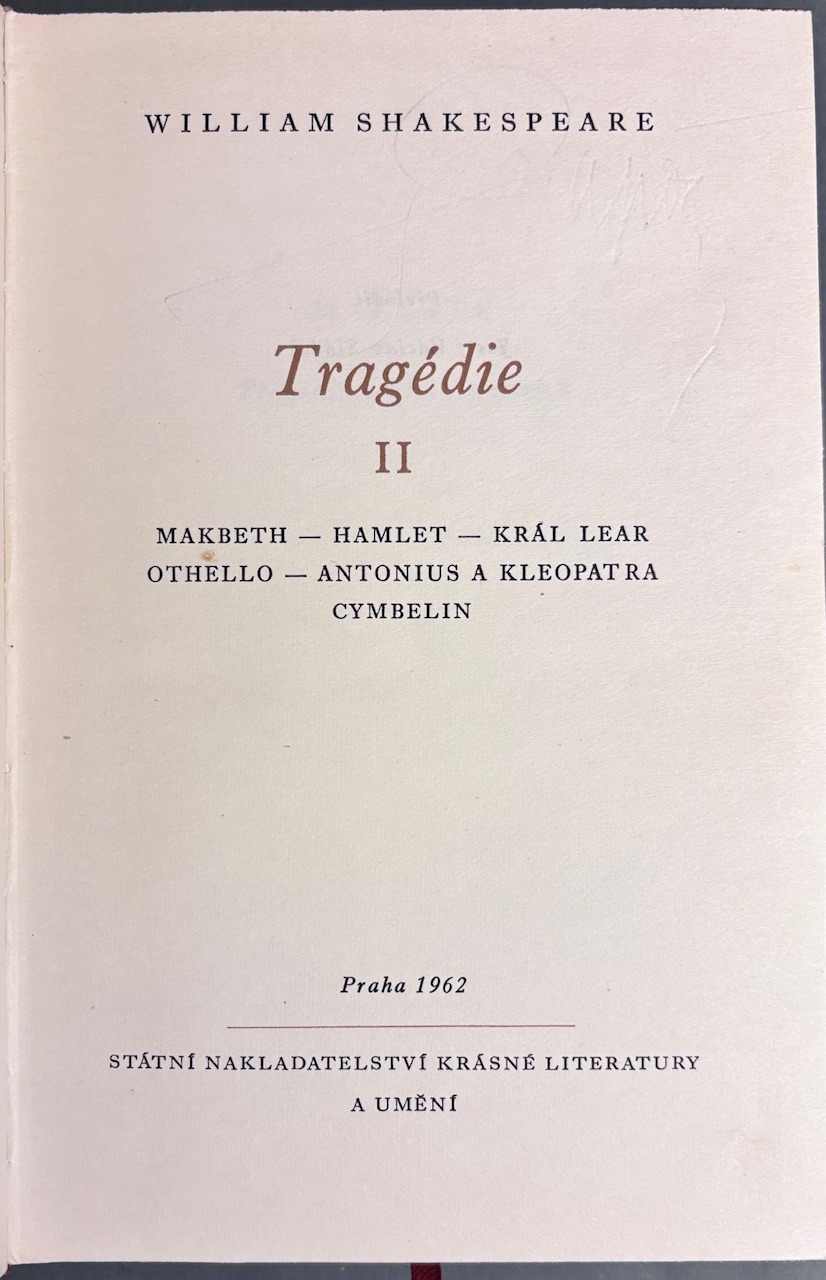 WILLIAM SHAKESPEARE
Tragédie
II
MAKBETH — HAMLET — KRÁL LEAR
OTHELLO — ANTONIUS A KLEOPATRA
CYMBELIN
Praha 1962
STÁTNÍ NAKLADATELSTVÍ KRÁSNÉ LITERATURY
A UMĚNÍ